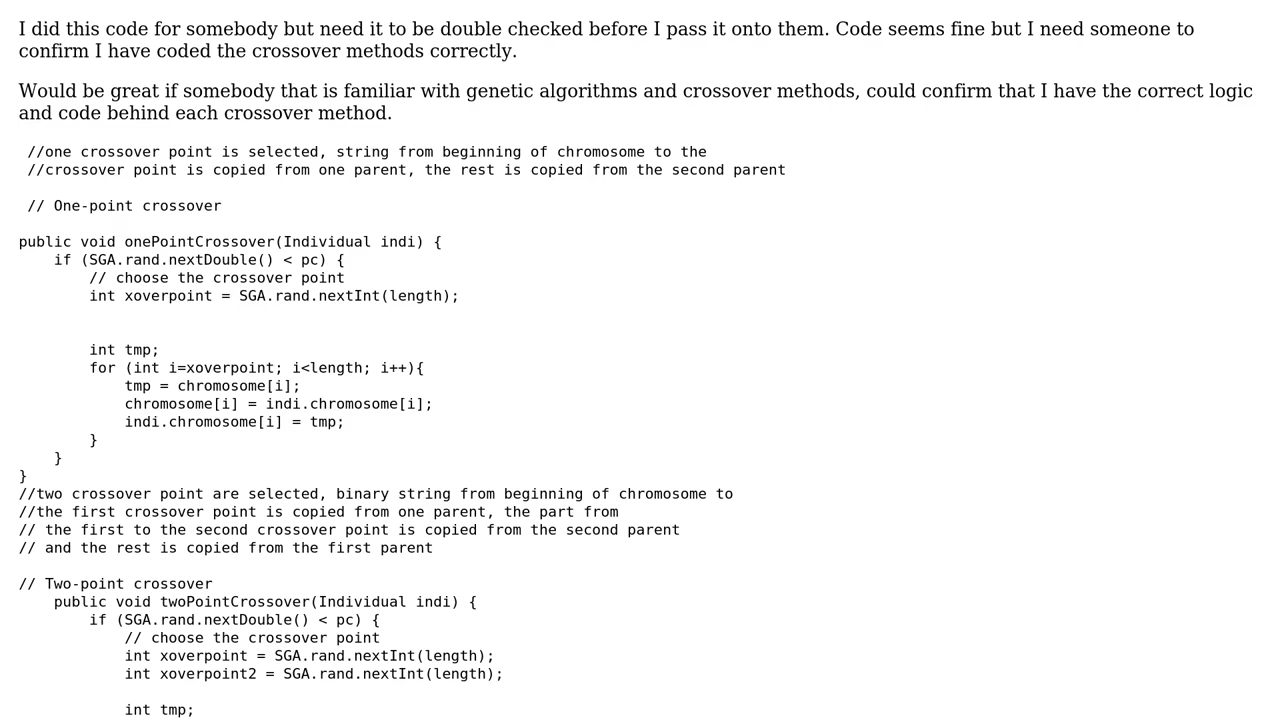 I did this code for somebody but need it to be double checked before I pass it onto them. Code seems fine but I need someone to
confirm I have coded the crossover methods correctly.
Would be great if somebody that is familiar with genetic algorithms and crossover methods, could confirm that I have the correct logic
and code behind each crossover method.
//one crossover point is selected, string from beginning of chromosome to the
//crossover point is copied from one parent, the rest is copied from the second parent
// One-point crossover
public void onePointCrossover(Individual indi) {
    if (SGA.rand.nextDouble() < pc) {
        // choose the crossover point
        int xoverpoint = SGA.rand.nextInt(length);
        int tmp;
        for (int i=xoverpoint; i<length; i++){
            tmp = chromosome[i];
            chromosome[i] = indi.chromosome[i];
            indi.chromosome[i] = tmp;
        }
    }
}
//two crossover point are selected, binary string from beginning of chromosome to
//the first crossover point is copied from one parent, the part from
// the first to the second crossover point is copied from the second parent
// and the rest is copied from the first parent
// Two-point crossover
    public void twoPointCrossover(Individual indi) {
        if (SGA.rand.nextDouble() < pc) {
            // choose the crossover point
            int xoverpoint = SGA.rand.nextInt(length);
            int xoverpoint2 = SGA.rand.nextInt(length);
            int tmp;